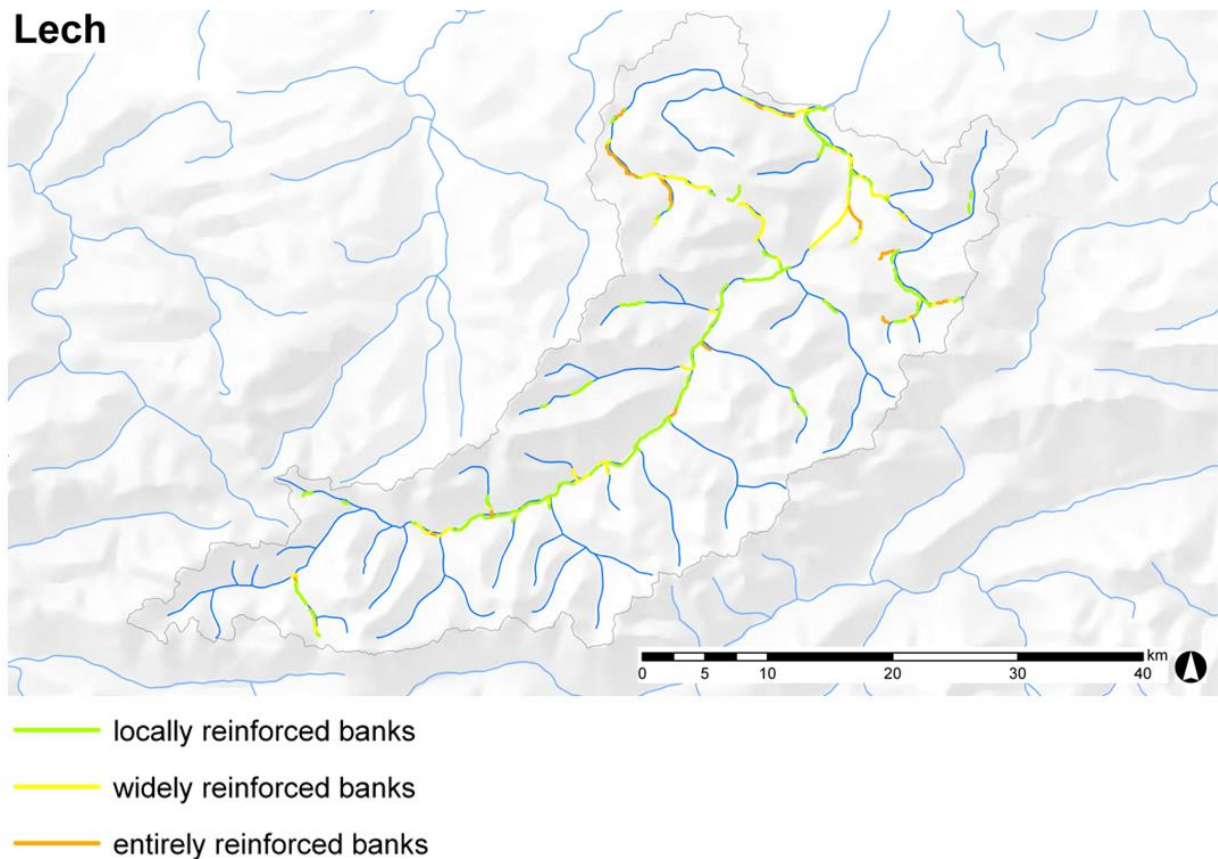 Lech
km
0 5 10 20 30 40
locally reinforced banks
widely reinforced banks
entirely reinforced banks